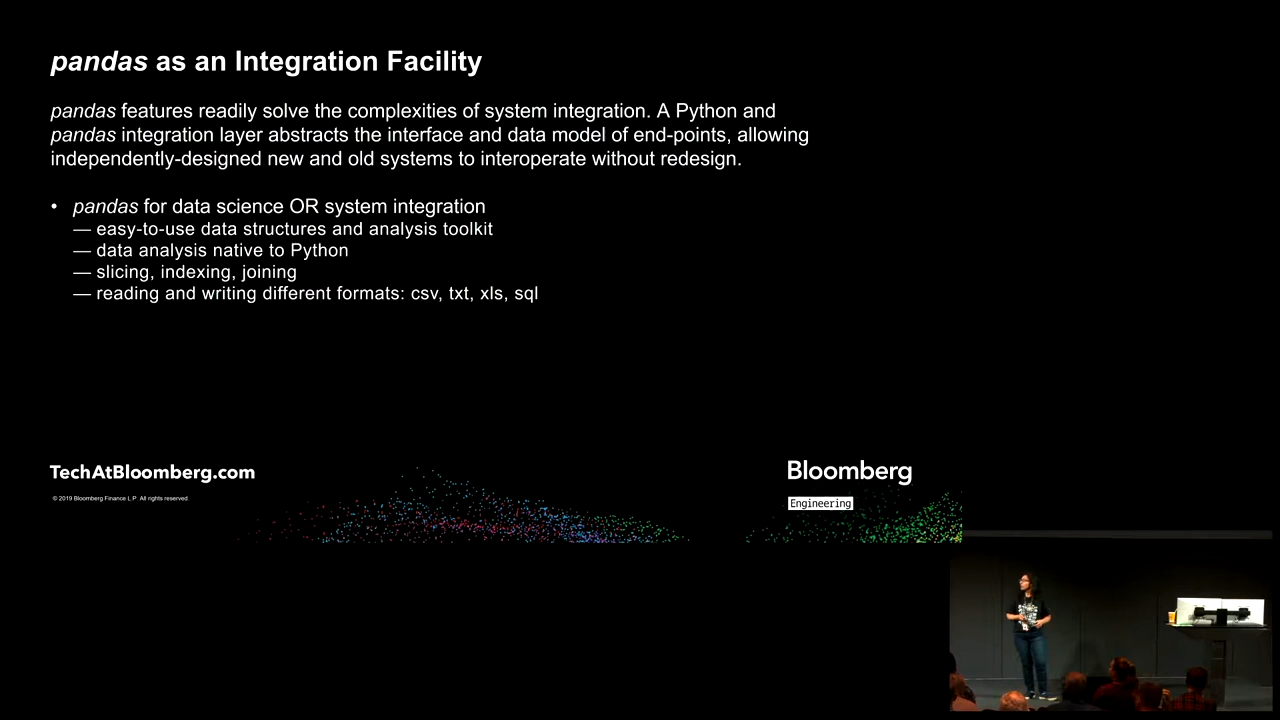 pandas as an Integration Facility
pandas features readily solve the complexities of system integration. A Python and
pandas integration layer abstracts the interface and data model of end-points, allowing
independently-designed new and old systems to interoperate without redesign.
• pandas for data science OR system integration
— easy-to-use data structures and analysis toolkit
— data analysis native to Python
— slicing, indexing, joining
— reading and writing different formats: csv, txt, xls, sql
TechAtBloomberg.com
© 2019 Bloomberg Finance L.P. All rights reserved.
Bloomberg
Engineering